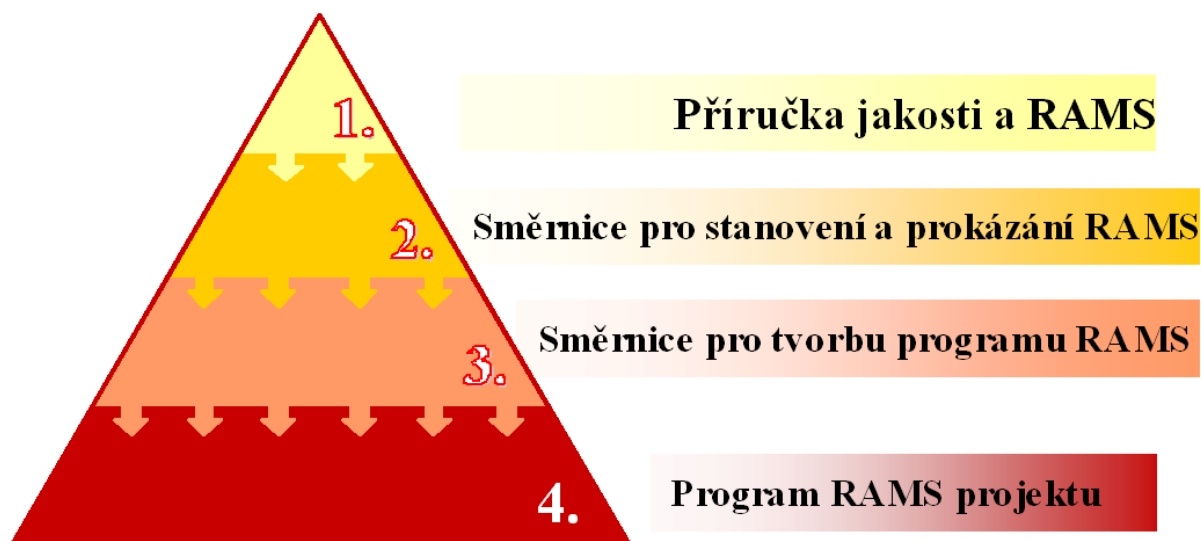 1.
Příručka jakosti a RAMS
2.
Směrnice pro stanovení a prokázání RAMS
3.
Směrnice pro tvorbu programu RAMS
4.
Program RAMS projektu